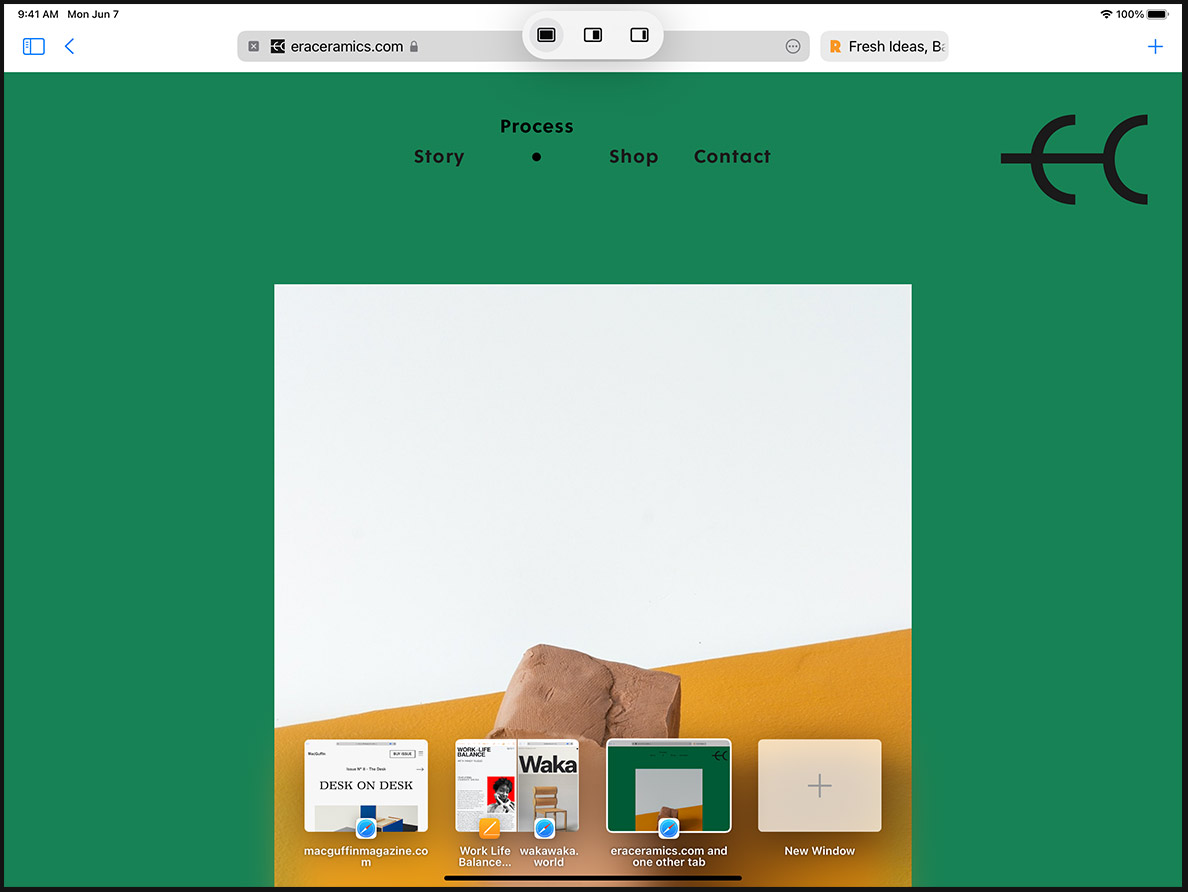 9:41 AM Mon Jun 7
100%
eraceramics.com
Fresh Ideas, Ba
Process
Story
Shop
Contact
MacGuffin
BUY ISSUE
Issue Nº 8 - The Desk
DESK ON DESK
WORK-LIFE
BALANCE
Waka
macguffinmagazine.co
m
Work Life
Balance...
wakawaka.
world
eraceramics.com and
one other tab
New Window